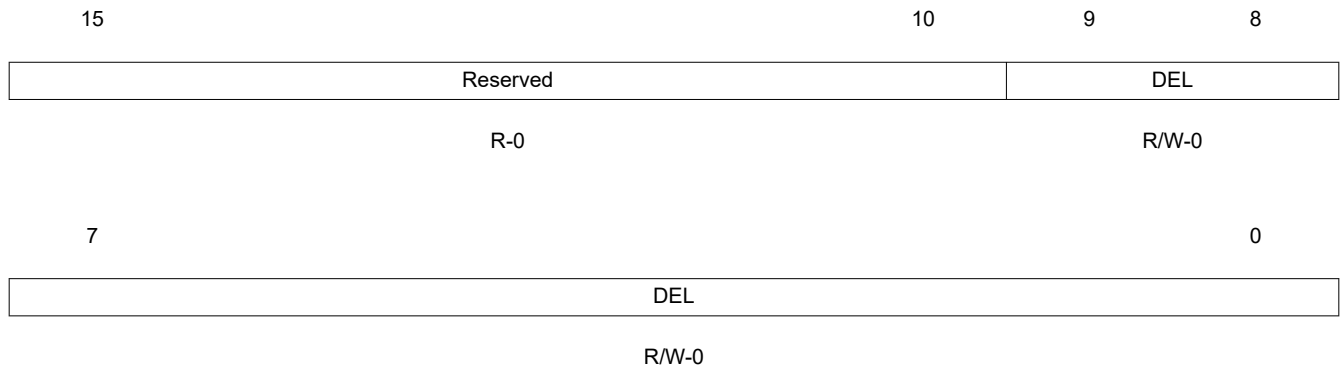 15 10 9 8
Reserved DEL
R-0 R/W-0
7 0
DEL
R/W-0